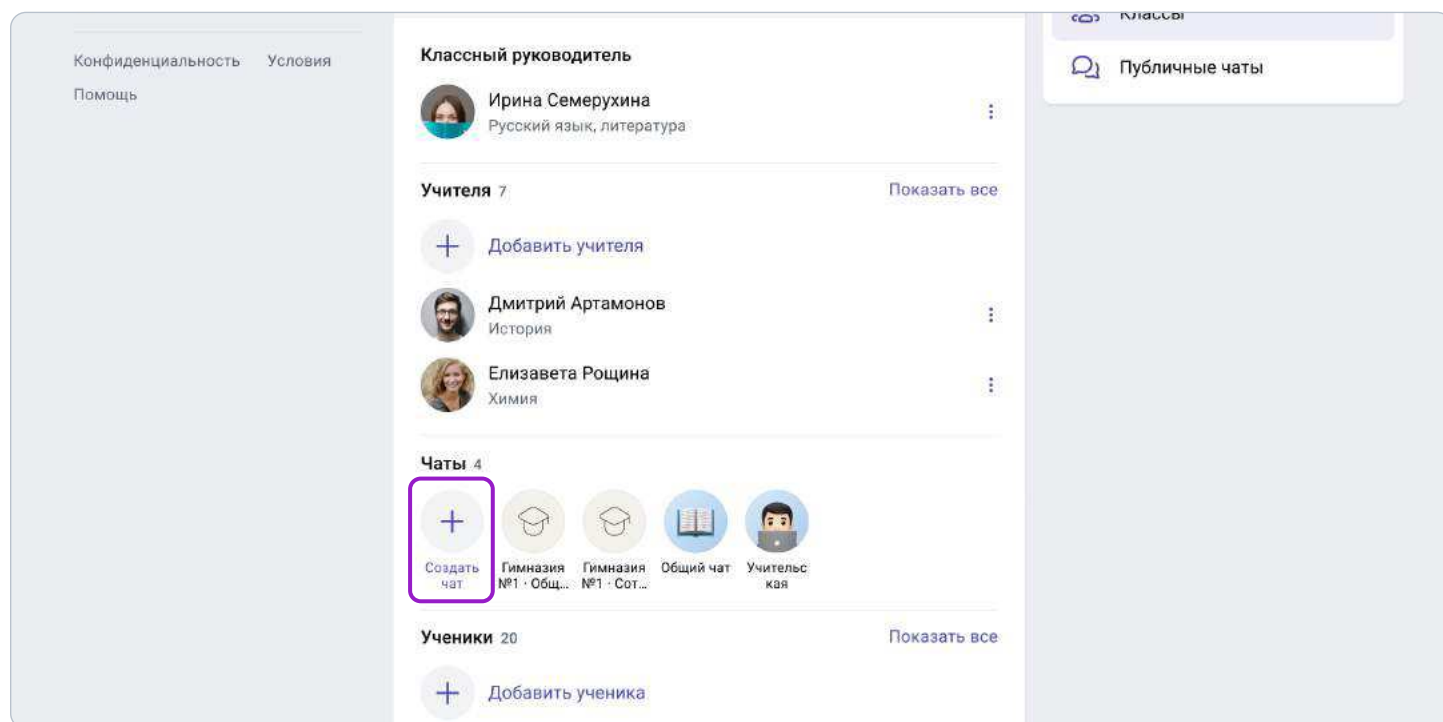 Конфиденциальность Условия
Помощь
Классный руководитель
Ирина Семерухина
Русский язык, литература
Учителя 7
Показать все
Добавить учителя
Дмитрий Артамонов
История
Елизавета Рощина
Химия
Чаты 4
Создать
чат
Гимназия
№1 · Общ...
Гимназия
№1 · Сот...
Общий чат
Учительс
кая
Ученики 20
Показать все
Добавить ученика
Классы
Публичные чаты